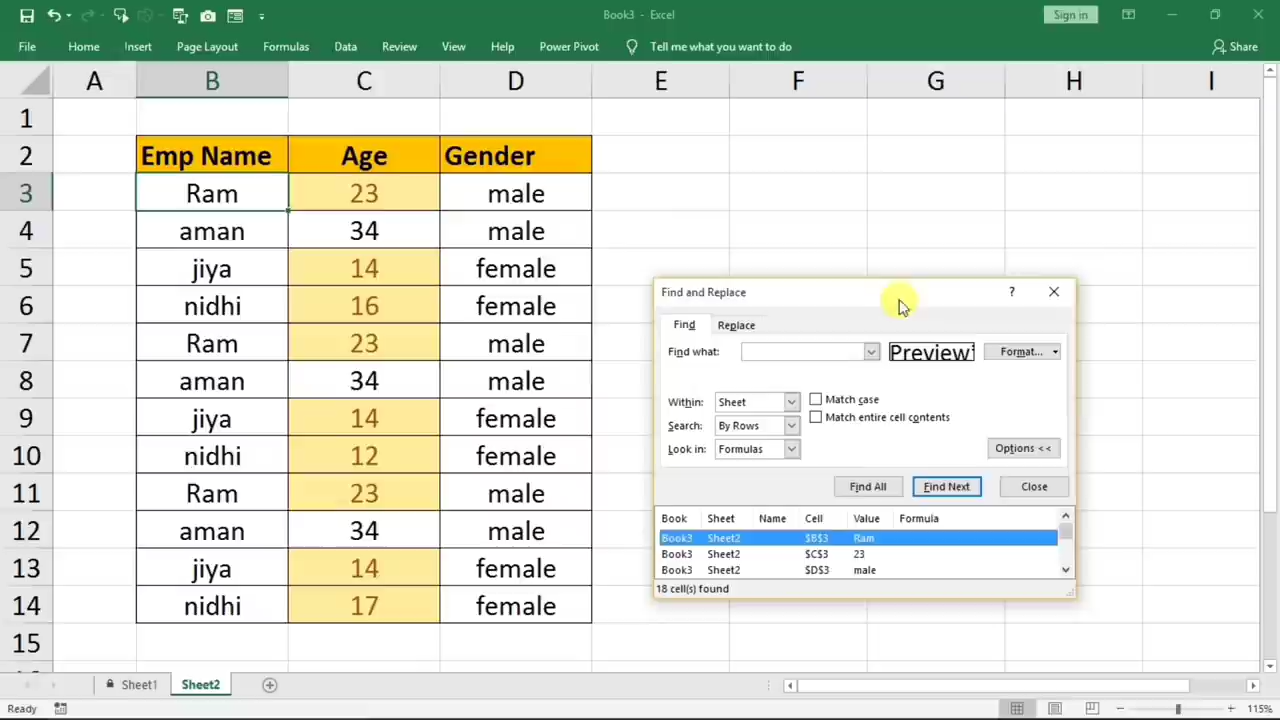 Book3 - Excel
Sign in
File Home Insert Page Layout Formulas Data Review View Help Power Pivot Tell me what you want to do Share
A B C D E F G H I
1
2 Emp Name Age Gender
3 Ram 23 male
4 aman 34 male
5 jiya 14 female
6 nidhi 16 female
7 Ram 23 male
8 aman 34 male
9 jiya 14 female
10 nidhi 12 female
11 Ram 23 male
12 aman 34 male
13 jiya 14 female
14 nidhi 17 female
15
Find and Replace ?
Find Replace
Find what: Preview Format...
Within: Sheet Match case
Match entire cell contents
Search: By Rows
Look in: Formulas Options <<
Find All Find Next Close
Book Sheet Name Cell Value Formula
Book3 Sheet2 $B$3 Ram
Book3 Sheet2 $C$3 23
Book3 Sheet2 $D$3 male
18 cell(s) found
Sheet1 Sheet2
Ready 115%